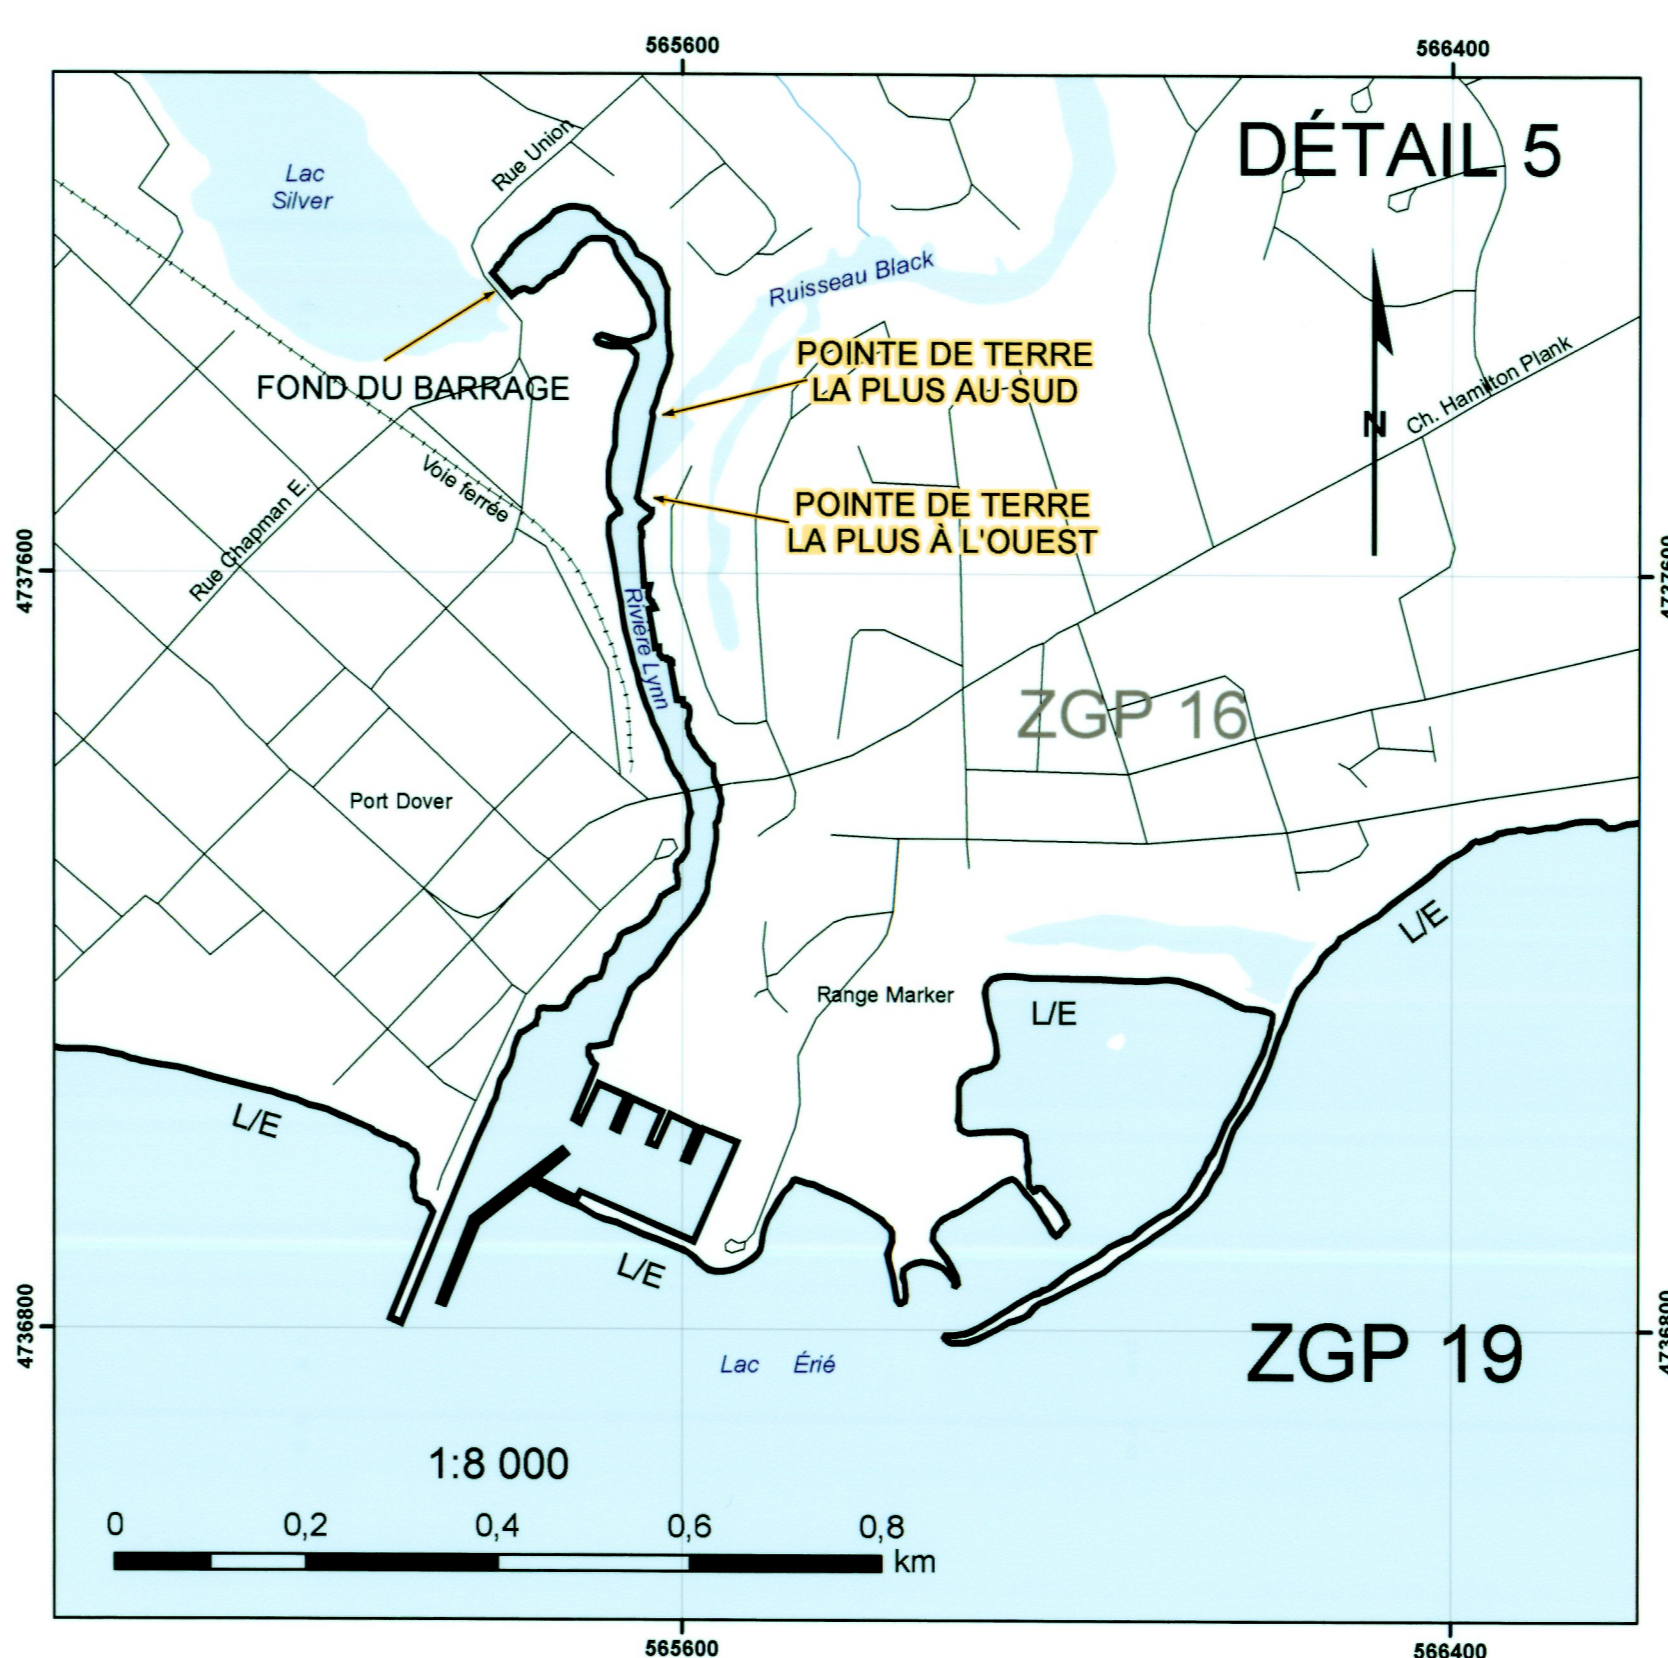 565600
566400
DÉTAIL 5
Rue Union
Lac
Silver
Ruisseau Black
POINTE DE TERRE
LA PLUS AU SUD
FOND DU BARRAGE
Ch. Hamilton Plank
N
Voie ferrée
Rue Chapman E.
POINTE DE TERRE
LA PLUS À L'OUEST
4737600
4737600
Rivière Lynn
ZGP 16
Port Dover
L/E
Range Marker
L/E
L/E
L/E
4736800
4736800
ZGP 19
Lac Érié
1:8 000
0 0,2 0,4 0,6 0,8
km
565600
566400